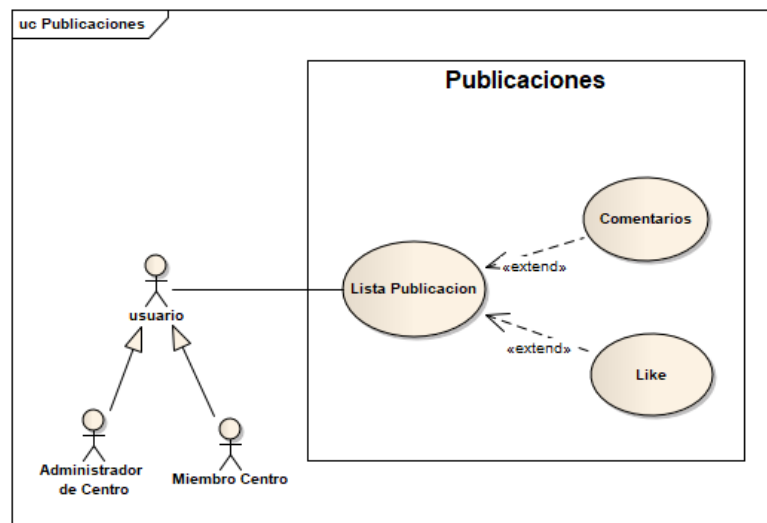 uc Publicaciones
Publicaciones
Comentarios
«extend»
Lista Publicacion
usuario
«extend»
Like
Administrador
de Centro
Miembro Centro